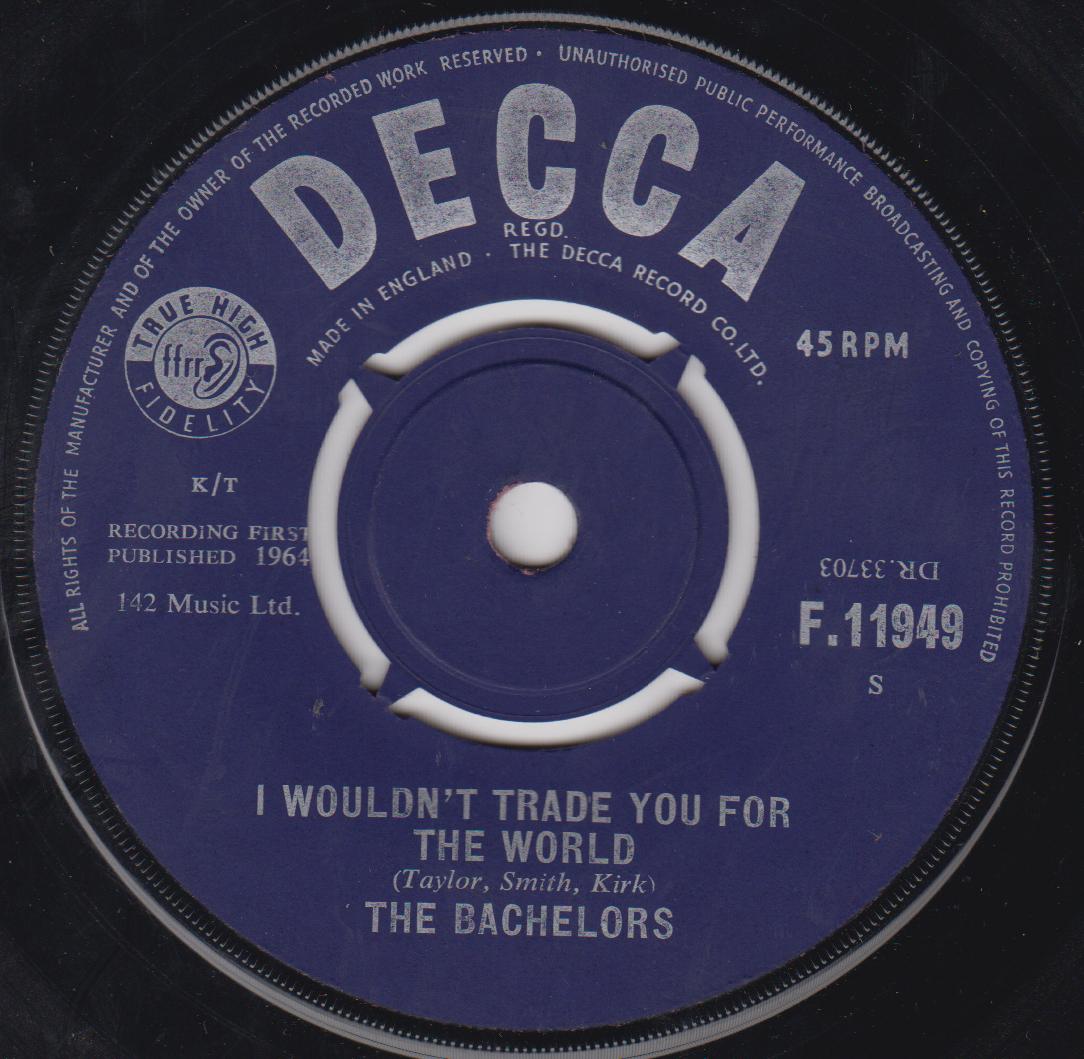 ALL RIGHTS OF THE MANUFACTURER AND OF THE OWNER OF THE RECORDED WORK RESERVED · UNAUTHORISED PUBLIC PERFORMANCE BROADCASTING AND COPYING OF THIS RECORD PROHIBITED
DECCA
REGD.
MADE IN ENGLAND · THE DECCA RECORD CO. LTD.
TRUE HIGH
ffrr
FIDELITY
45 RPM
K/T
RECORDING FIRST
PUBLISHED 1964
142 Music Ltd.
DR.33703
F.11949
S
I WOULDN'T TRADE YOU FOR
THE WORLD
(Taylor, Smith, Kirk)
THE BACHELORS